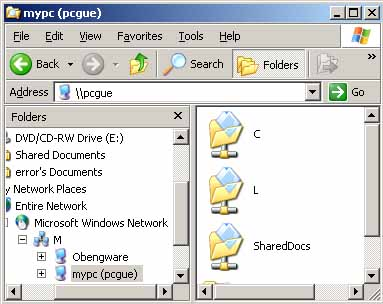 mypc (pcgue)
File Edit View Favorites Tools Help
Back Search Folders
Address \\pcgue Go
Folders
DVD/CD-RW Drive (E:)
Shared Documents
error's Documents
y Network Places
Entire Network
Microsoft Windows Network
M
Obengware
mypc (pcgue)
C
L
SharedDocs